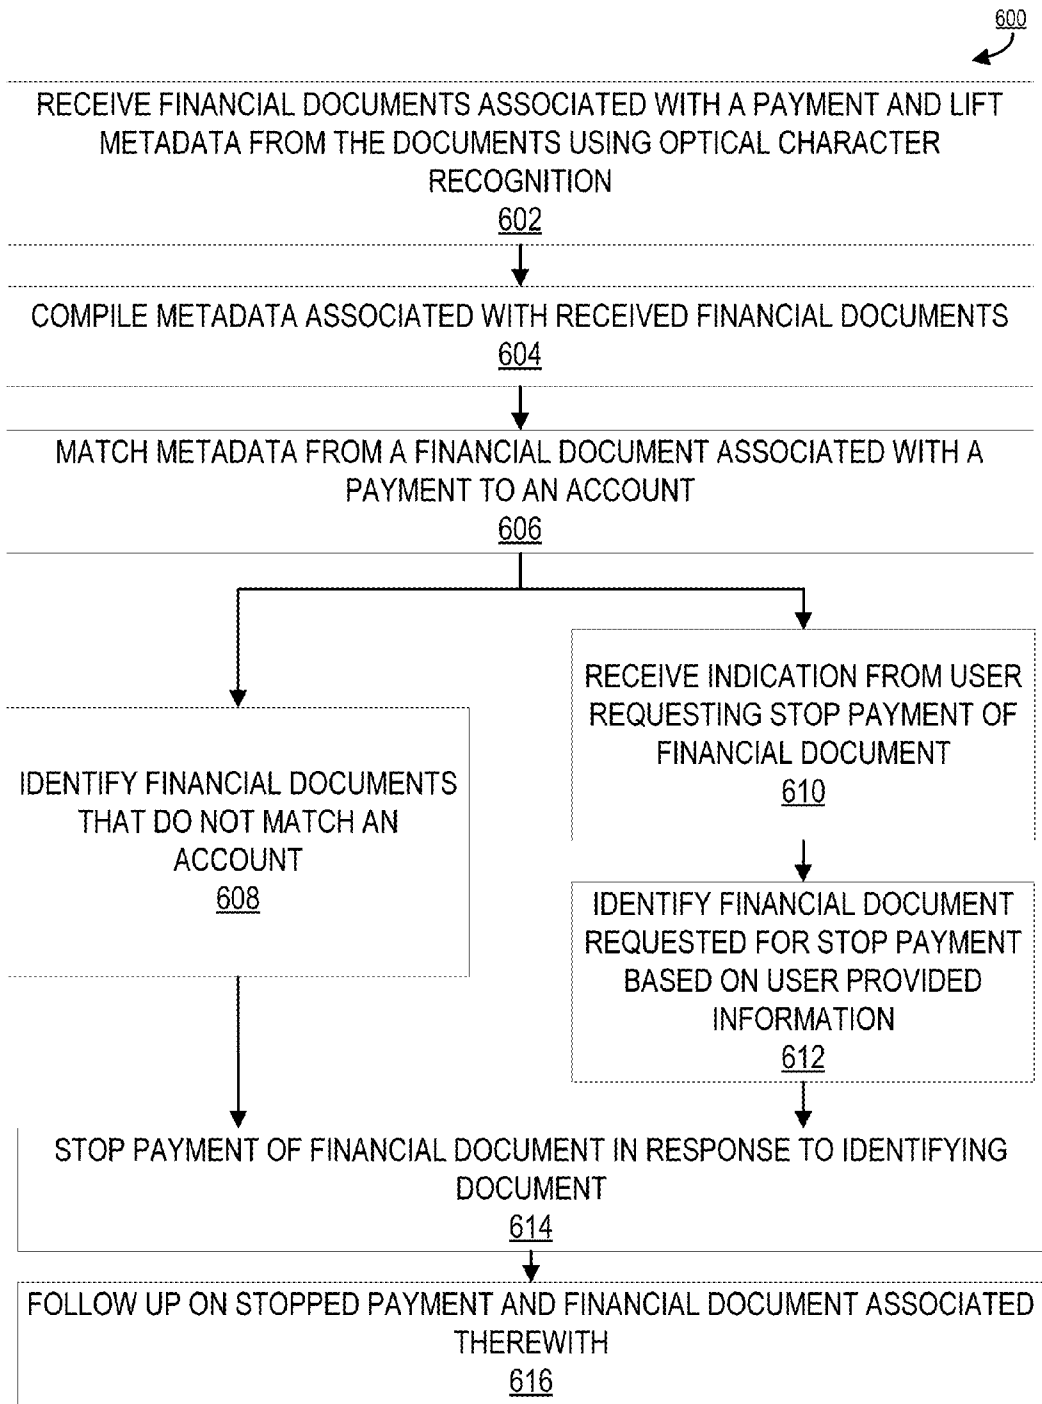 600
RECEIVE FINANCIAL DOCUMENTS ASSOCIATED WITH A PAYMENT AND LIFT
METADATA FROM THE DOCUMENTS USING OPTICAL CHARACTER
RECOGNITION
602
COMPILE METADATA ASSOCIATED WITH RECEIVED FINANCIAL DOCUMENTS
604
MATCH METADATA FROM A FINANCIAL DOCUMENT ASSOCIATED WITH A
PAYMENT TO AN ACCOUNT
606
IDENTIFY FINANCIAL DOCUMENTS
THAT DO NOT MATCH AN
ACCOUNT
608
RECEIVE INDICATION FROM USER
REQUESTING STOP PAYMENT OF
FINANCIAL DOCUMENT
610
IDENTIFY FINANCIAL DOCUMENT
REQUESTED FOR STOP PAYMENT
BASED ON USER PROVIDED
INFORMATION
612
STOP PAYMENT OF FINANCIAL DOCUMENT IN RESPONSE TO IDENTIFYING
DOCUMENT
614
FOLLOW UP ON STOPPED PAYMENT AND FINANCIAL DOCUMENT ASSOCIATED
THEREWITH
616